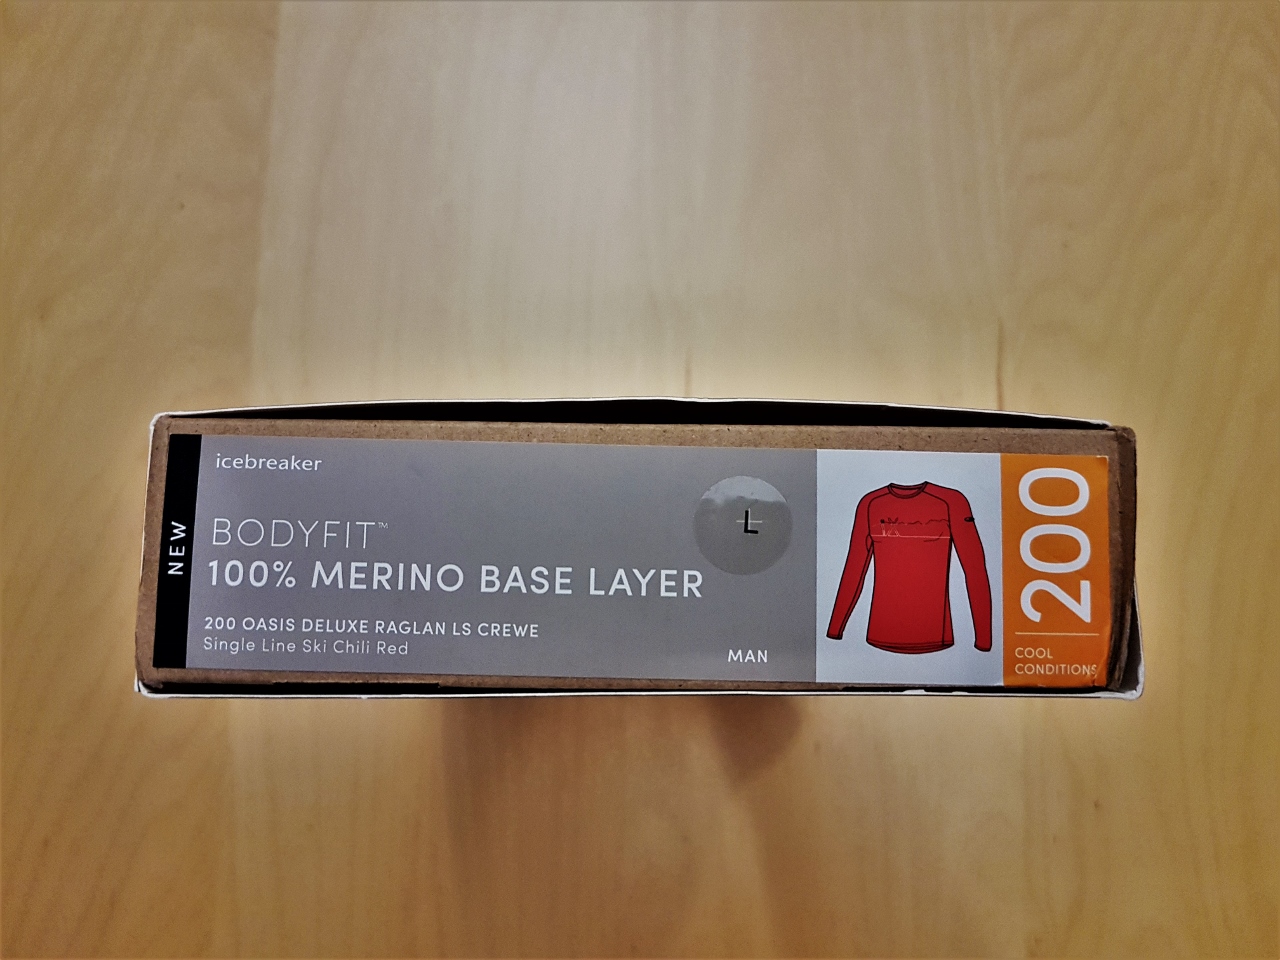 NEW
icebreaker
BODYFIT™
100% MERINO BASE LAYER
200 OASIS DELUXE RAGLAN LS CREWE
Single Line Ski Chili Red
L
MAN
200
COOL
CONDITIONS